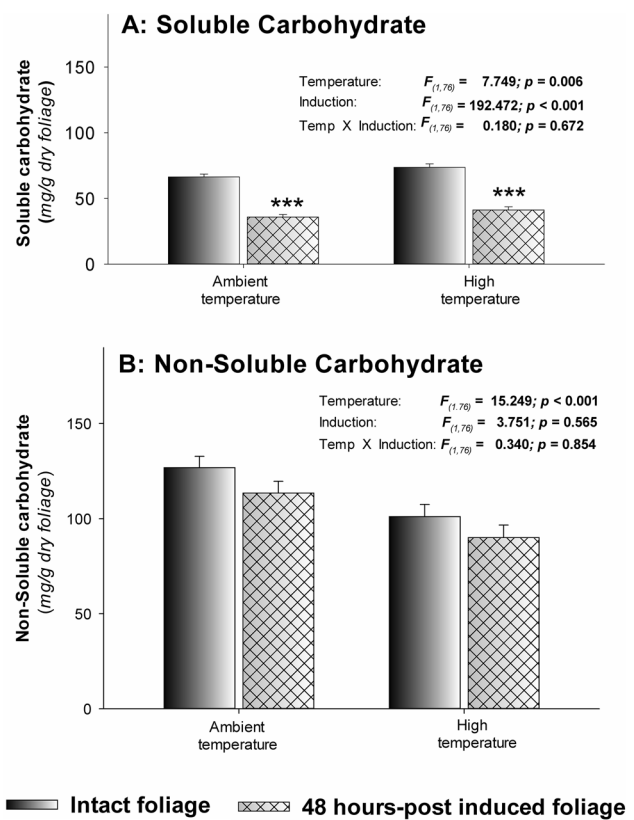 A: Soluble Carbohydrate
Soluble carbohydrate
(mg/g dry foliage)
150
100
50
0
Temperature: F(1,76) = 7.749; p = 0.006
Induction: F(1,76) = 192.472; p < 0.001
Temp X Induction: F(1,76) = 0.180; p = 0.672
***
***
Ambient
temperature
High
temperature
B: Non-Soluble Carbohydrate
Non-Soluble Carbohydrate
(mg/g dry foliage)
150
100
50
0
Temperature: F(1.76) = 15.249; p < 0.001
Induction: F(1,76) = 3.751; p = 0.565
Temp X Induction: F(1,76) = 0.340; p = 0.854
Ambient
temperature
High
temperature
Intact foliage
48 hours-post induced foliage